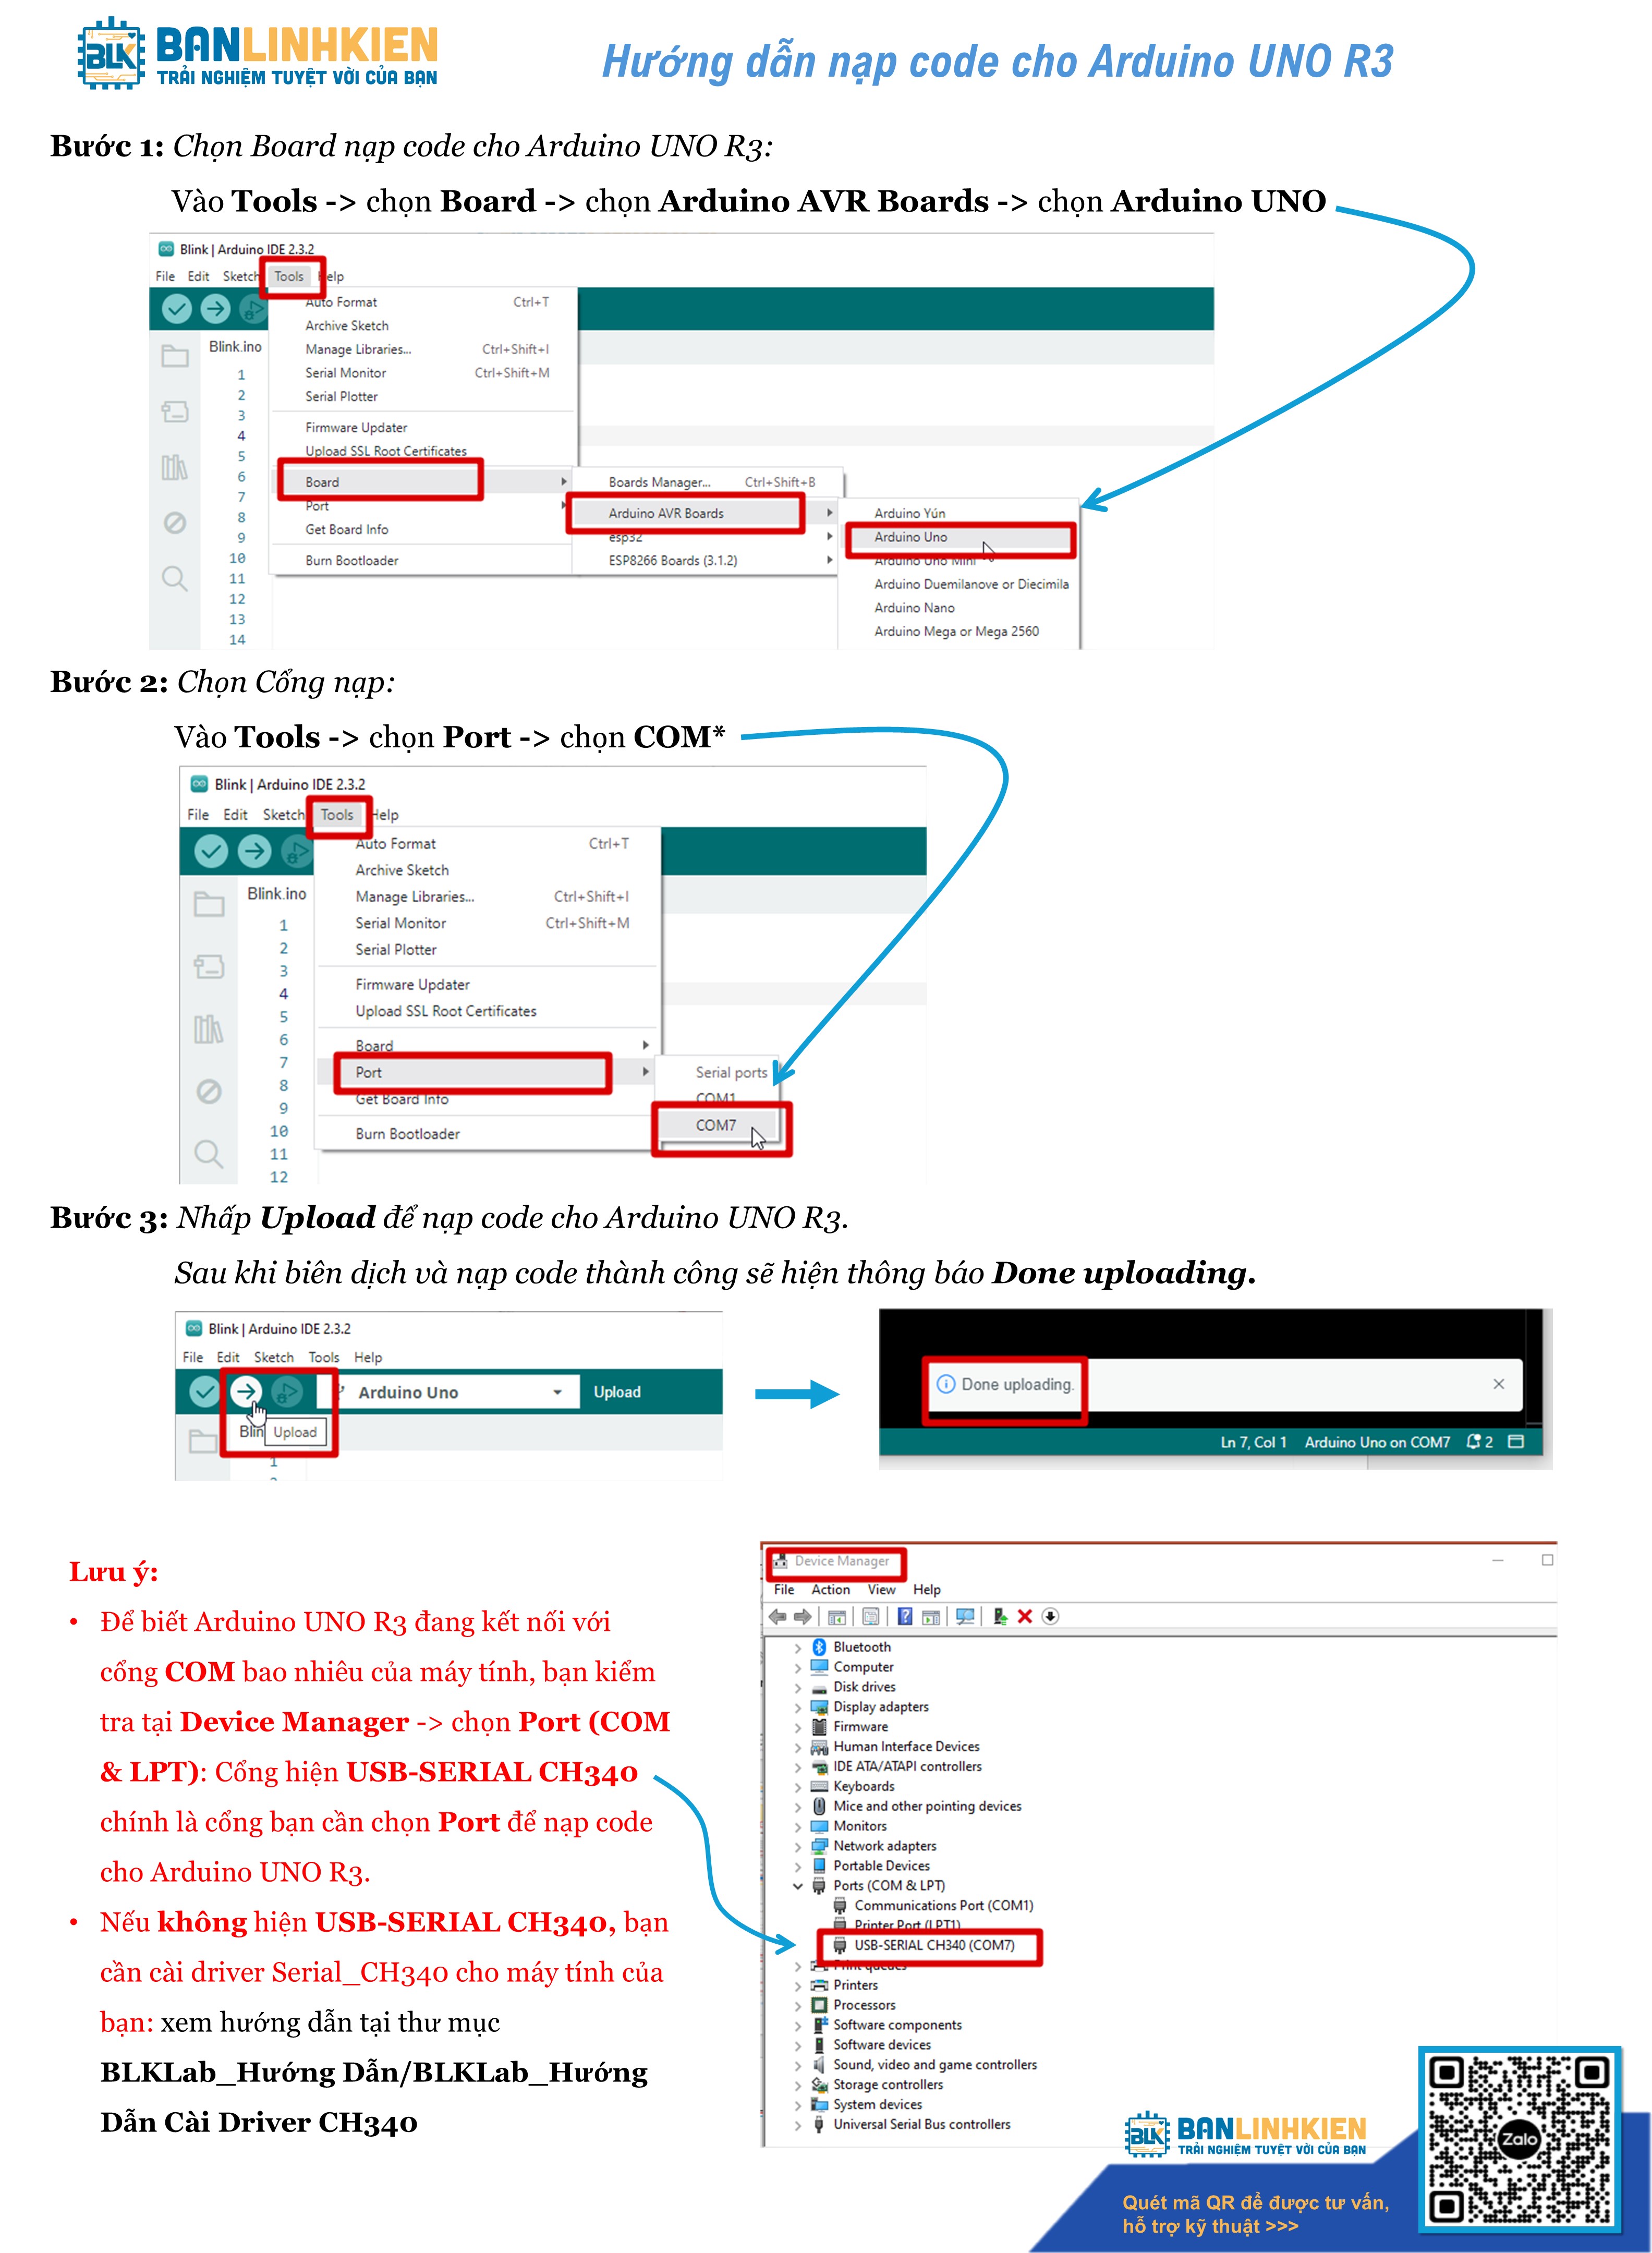 BLK BANLINHKIEN
TRẢI NGHIỆM TUYỆT VỜI CỦA BẠN
Hướng dẫn nạp code cho Arduino UNO R3
Bước 1: Chọn Board nạp code cho Arduino UNO R3:
Vào Tools -> chọn Board -> chọn Arduino AVR Boards -> chọn Arduino UNO
Blink | Arduino IDE 2.3.2
File Edit Sketch Tools Help
Auto Format Ctrl+T
Archive Sketch
Blink.ino
Manage Libraries... Ctrl+Shift+I
Serial Monitor Ctrl+Shift+M
Serial Plotter
Firmware Updater
Upload SSL Root Certificates
Board
Port
Get Board Info
Burn Bootloader
1
2
3
4
5
6
7
8
9
10
11
12
13
14
Boards Manager... Ctrl+Shift+B
Arduino AVR Boards
esp32
ESP8266 Boards (3.1.2)
Arduino Yún
Arduino Uno
Arduino Uno Mini
Arduino Duemilanove or Diecimila
Arduino Nano
Arduino Mega or Mega 2560
Bước 2: Chọn Cổng nạp:
Vào Tools -> chọn Port -> chọn COM*
Blink | Arduino IDE 2.3.2
File Edit Sketch Tools Help
Auto Format Ctrl+T
Archive Sketch
Blink.ino
Manage Libraries... Ctrl+Shift+I
Serial Monitor Ctrl+Shift+M
Serial Plotter
Firmware Updater
Upload SSL Root Certificates
Board
Port
Get Board Info
Burn Bootloader
1
2
3
4
5
6
7
8
9
10
11
12
Serial ports
COM1
COM7
Bước 3: Nhấp Upload để nạp code cho Arduino UNO R3.
Sau khi biên dịch và nạp code thành công sẽ hiện thông báo Done uploading.
Blink | Arduino IDE 2.3.2
File Edit Sketch Tools Help
Arduino Uno
Upload
Blin
Upload
1
Done uploading.
Ln 7, Col 1 Arduino Uno on COM7 2
Lưu ý:
• Để biết Arduino UNO R3 đang kết nối với
cổng COM bao nhiêu của máy tính, bạn kiểm
tra tại Device Manager -> chọn Port (COM
& LPT): Cổng hiện USB-SERIAL CH340
chính là cổng bạn cần chọn Port để nạp code
cho Arduino UNO R3.
• Nếu không hiện USB-SERIAL CH340, bạn
cần cài driver Serial_CH340 cho máy tính của
bạn: xem hướng dẫn tại thư mục
BLKLab_Hướng Dẫn/BLKLab_Hướng
Dẫn Cài Driver CH340
Device Manager
File Action View Help
Bluetooth
Computer
Disk drives
Display adapters
Firmware
Human Interface Devices
IDE ATA/ATAPI controllers
Keyboards
Mice and other pointing devices
Monitors
Network adapters
Portable Devices
Ports (COM & LPT)
Communications Port (COM1)
Printer Port (LPT1)
USB-SERIAL CH340 (COM7)
Print queues
Printers
Processors
Software components
Software devices
Sound, video and game controllers
Storage controllers
System devices
Universal Serial Bus controllers
BLK BANLINHKIEN
TRẢI NGHIỆM TUYỆT VỜI CỦA BẠN
Quét mã QR để được tư vấn,
hỗ trợ kỹ thuật >>>
Zalo